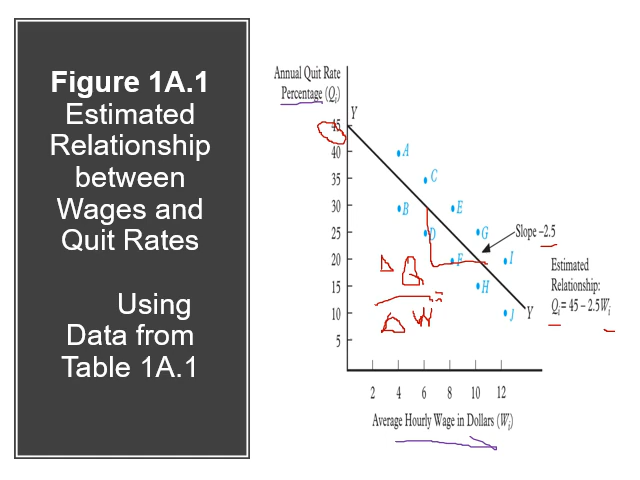 Figure 1A.1
Estimated
Relationship
between
Wages and
Quit Rates
Using
Data from
Table 1A.1
Annual Quit Rate
Percentage (Qi)
Y
45
40
35
30
25
20
15
10
5
A
C
B
E
D
G
F
I
H
J
Y
Slope –2.5
Estimated
Relationship:
Qi = 45 – 2.5Wi
Δ Q
Δ W
=
2 4 6 8 10 12
Average Hourly Wage in Dollars (Wi)